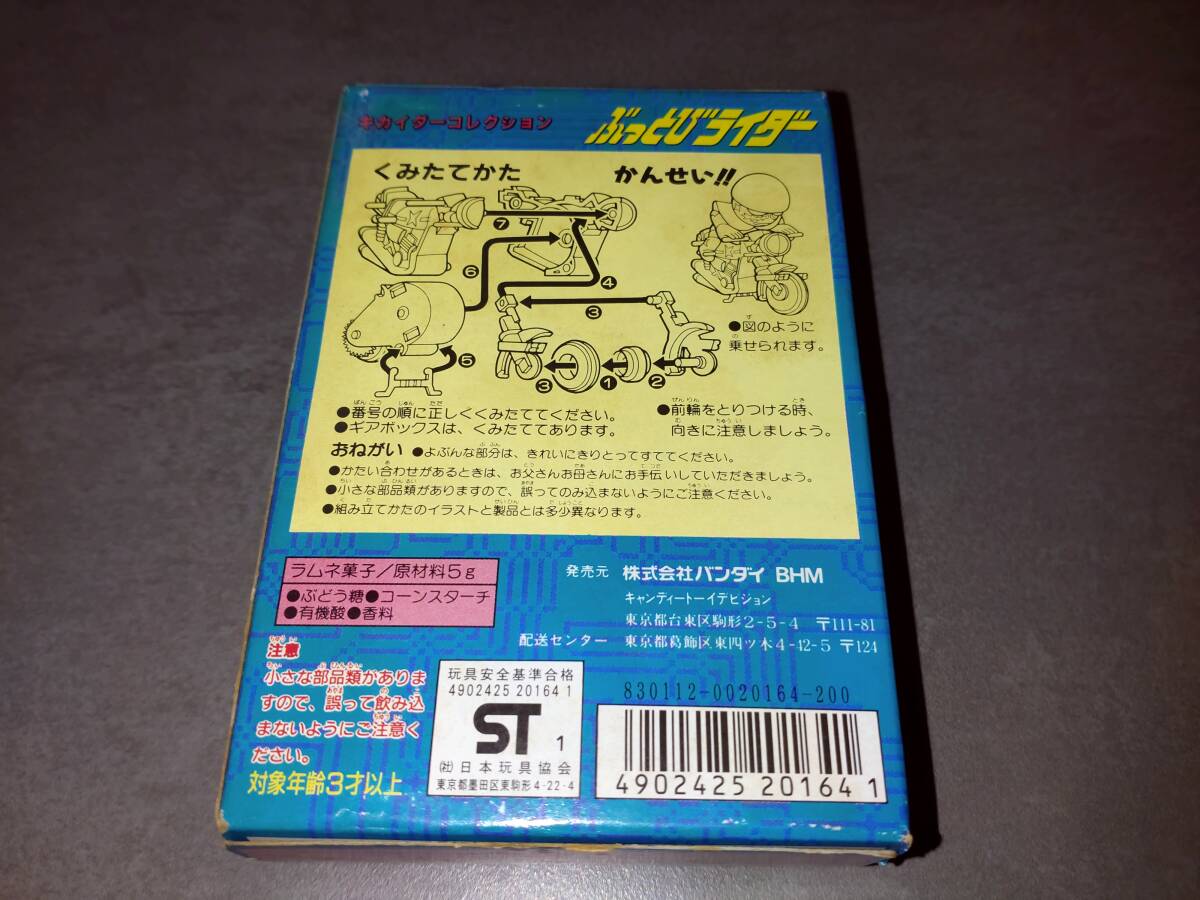 キカイダーコレクション
ぶっとびライダー
くみたてかた
かんせい!!
⑦
⑥
④
③
⑤
③
①
②
●図のように
乗せられます。
●番号の順に正しくくみたててください。
●ギアボックスは、くみたててあります。
●前輪をとりつける時、
向きに注意しましょう。
おねがい ●よぶんな部分は、きれいにきりとってすててください。
●かたい合わせがあるときは、お父さんお母さんにお手伝いしていただきましょう。
●小さな部品類がありますので、誤ってのみ込まないようにご注意ください。
●組み立てかたのイラストと製品とは多少異なります。
ラムネ菓子/原材料5g
●ぶどう糖●コーンスターチ
●有機酸●香料
発売元 株式会社バンダイ BHM
キャンディートーイデビジョン
東京都台東区駒形2-5-4 〒111-81
配送センター 東京都葛飾区東四ツ木4-42-5 〒124
注意
小さな部品類がありま
すので、誤って飲み込
まないようにご注意く
ださい。
対象年齢3才以上
玩具安全基準合格
4902425 20164 1
ST 1
(社)日本玩具協会
東京都墨田区東駒形4-22-4
830112-0020164-200
4902425 201641